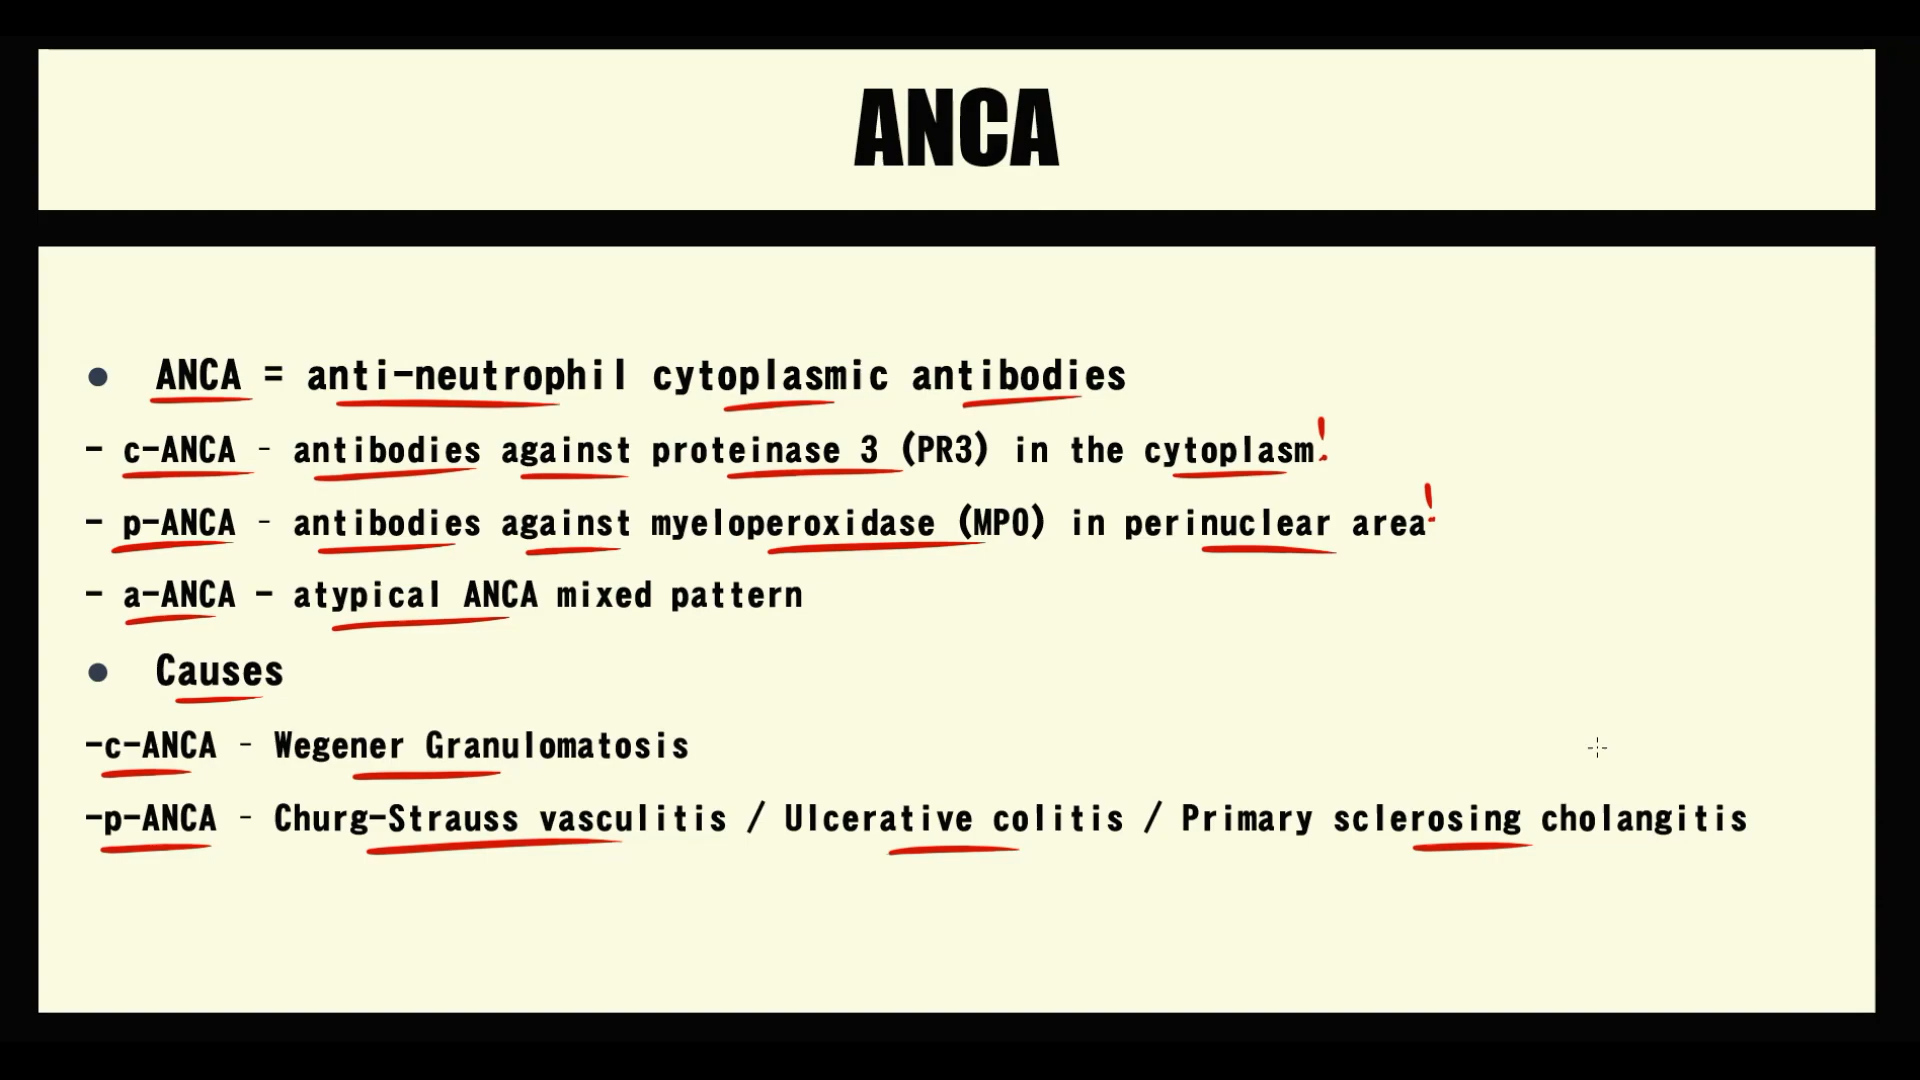 ANCA
● ANCA = anti-neutrophil cytoplasmic antibodies
- c-ANCA - antibodies against proteinase 3 (PR3) in the cytoplasm!
- p-ANCA - antibodies against myeloperoxidase (MPO) in perinuclear area!
- a-ANCA - atypical ANCA mixed pattern
● Causes
-c-ANCA - Wegener Granulomatosis
-p-ANCA - Churg-Strauss vasculitis / Ulcerative colitis / Primary sclerosing cholangitis